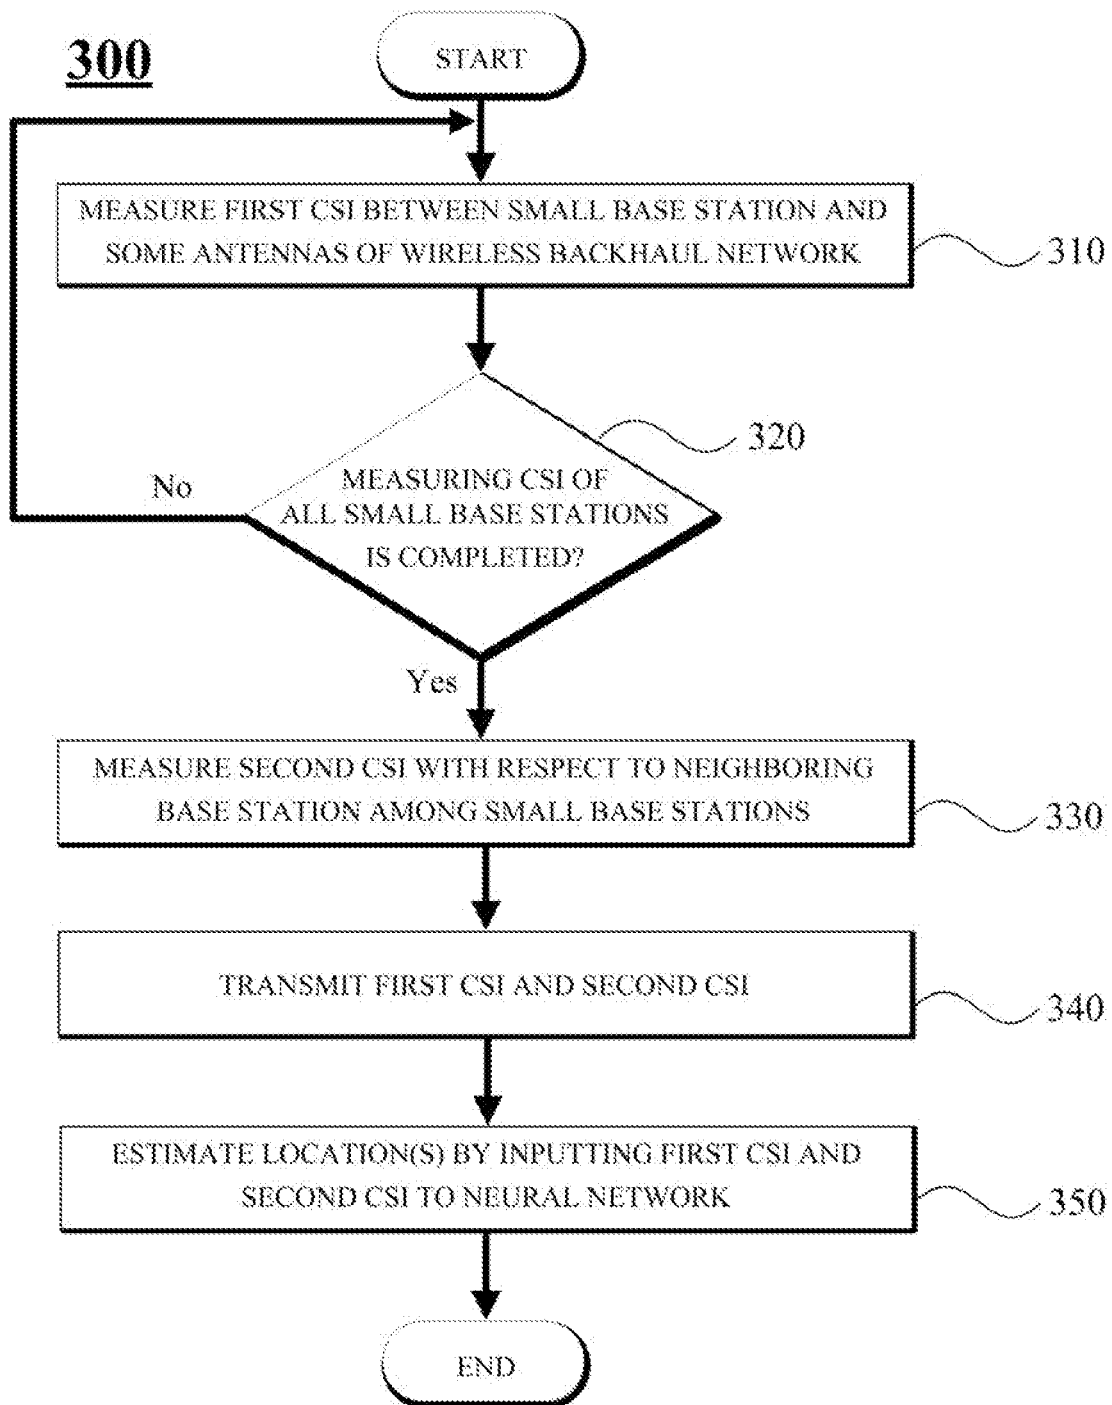 300
START
MEASURE FIRST CSI BETWEEN SMALL BASE STATION AND
SOME ANTENNAS OF WIRELESS BACKHAUL NETWORK
310
320
MEASURING CSI OF
ALL SMALL BASE STATIONS
IS COMPLETED?
No
Yes
MEASURE SECOND CSI WITH RESPECT TO NEIGHBORING
BASE STATION AMONG SMALL BASE STATIONS
330
TRANSMIT FIRST CSI AND SECOND CSI
340
ESTIMATE LOCATION(S) BY INPUTTING FIRST CSI AND
SECOND CSI TO NEURAL NETWORK
350
END